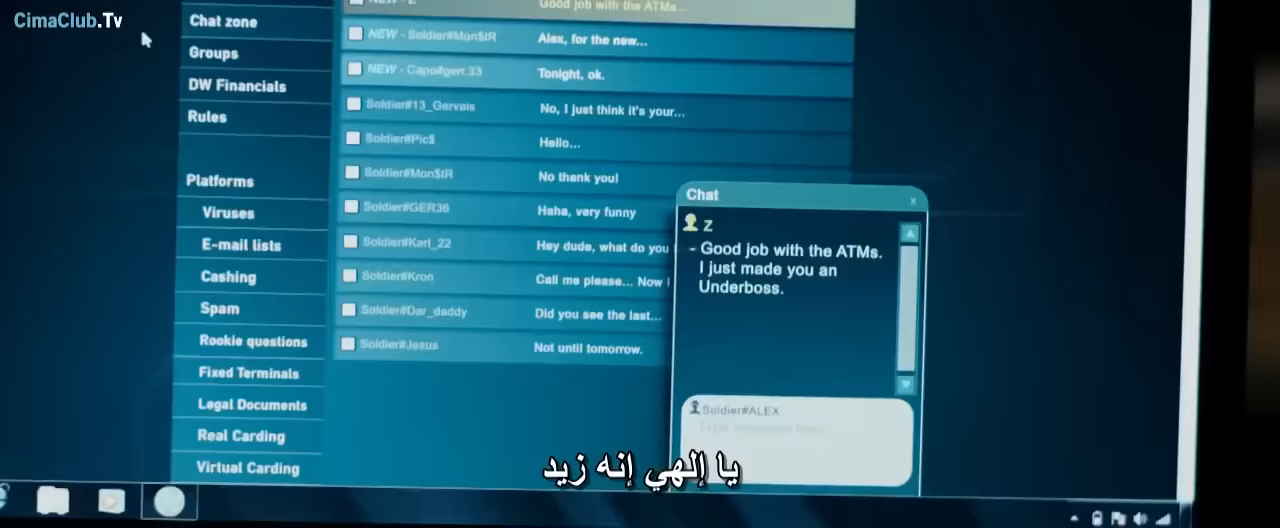 CimaClub.Tv
Chat zone
Groups
DW Financials
Rules
Platforms
Viruses
E-mail lists
Cashing
Spam
Rookie questions
Fixed Terminals
Legal Documents
Real Carding
Virtual Carding
Good job with the ATMs...
NEW - Soldier#Mon$tR Alex, for the new...
NEW - Capo#gerr.33 Tonight, ok.
Soldier#13_Gervais No, I just think it's your...
Soldier#Pic$ Hello...
Soldier#Mon$tR No thank you!
Soldier#GER36 Haha, very funny
Soldier#Karl_22 Hey dude, what do you
Soldier#Kron Call me please... Now
Soldier#Dar_daddy Did you see the last...
Soldier#Jesus Not until tomorrow.
Chat x
Z
- Good job with the ATMs.
I just made you an
Underboss.
Soldier#ALEX
يا إلهي إنه زيد